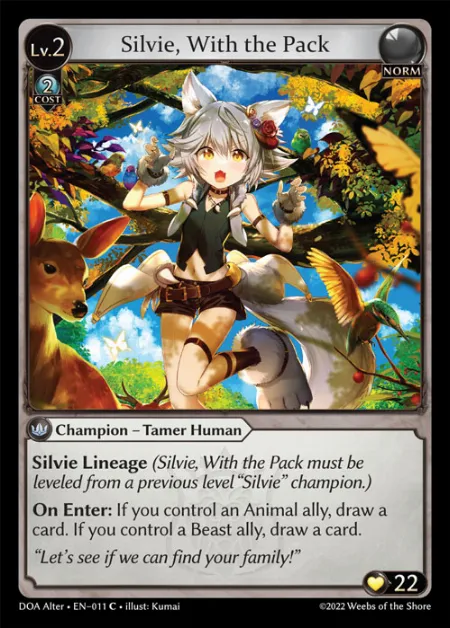 Lv.2
Silvie, With the Pack
NORM
2
COST
Champion – Tamer Human
Silvie Lineage (Silvie, With the Pack must be
leveled from a previous level “Silvie” champion.)
On Enter: If you control an Animal ally, draw a
card. If you control a Beast ally, draw a card.
“Let’s see if we can find your family!”
22
DOA Alter • EN-011 C • illust: Kumai
©2022 Weebs of the Shore